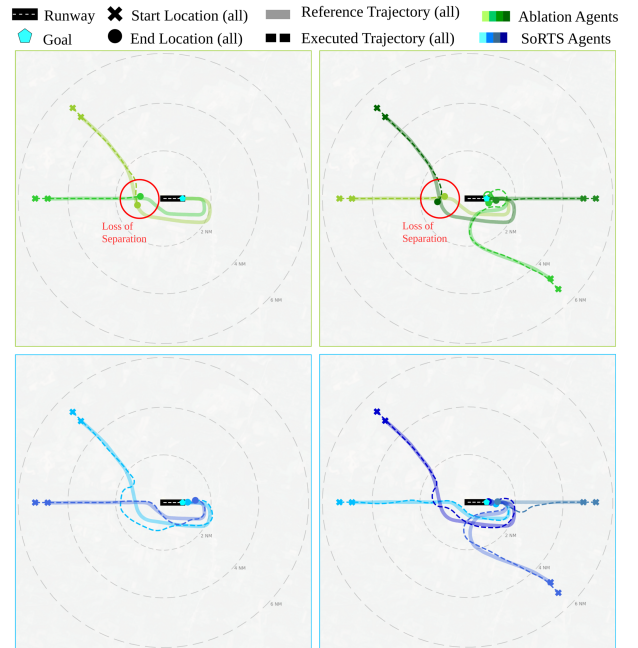 Runway
Start Location (all)
Reference Trajectory (all)
Ablation Agents
Goal
End Location (all)
Executed Trajectory (all)
SoRTS Agents
Loss of
Separation
2 NM
4 NM
6 NM
Loss of
Separation
2 NM
4 NM
6 NM
2 NM
4 NM
6 NM
2 NM
4 NM
6 NM